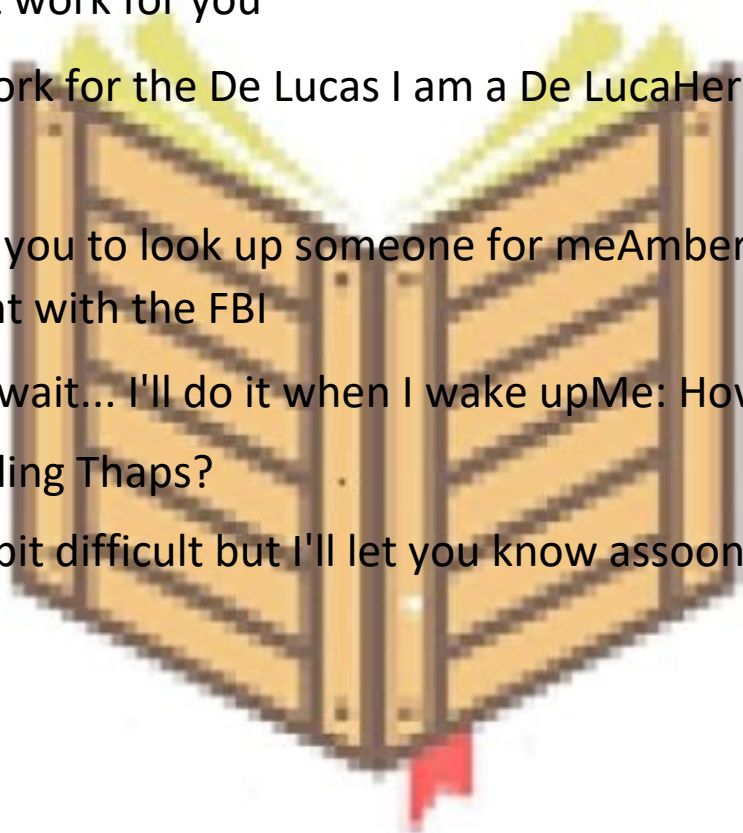 work for you
ork for the De Lucas I am a De LucaHer
you to look up someone for meAmber
nt with the FBI
wait... I'll do it when I wake upMe: How
ling Thaps?
bit difficult but I'll let you know assoon